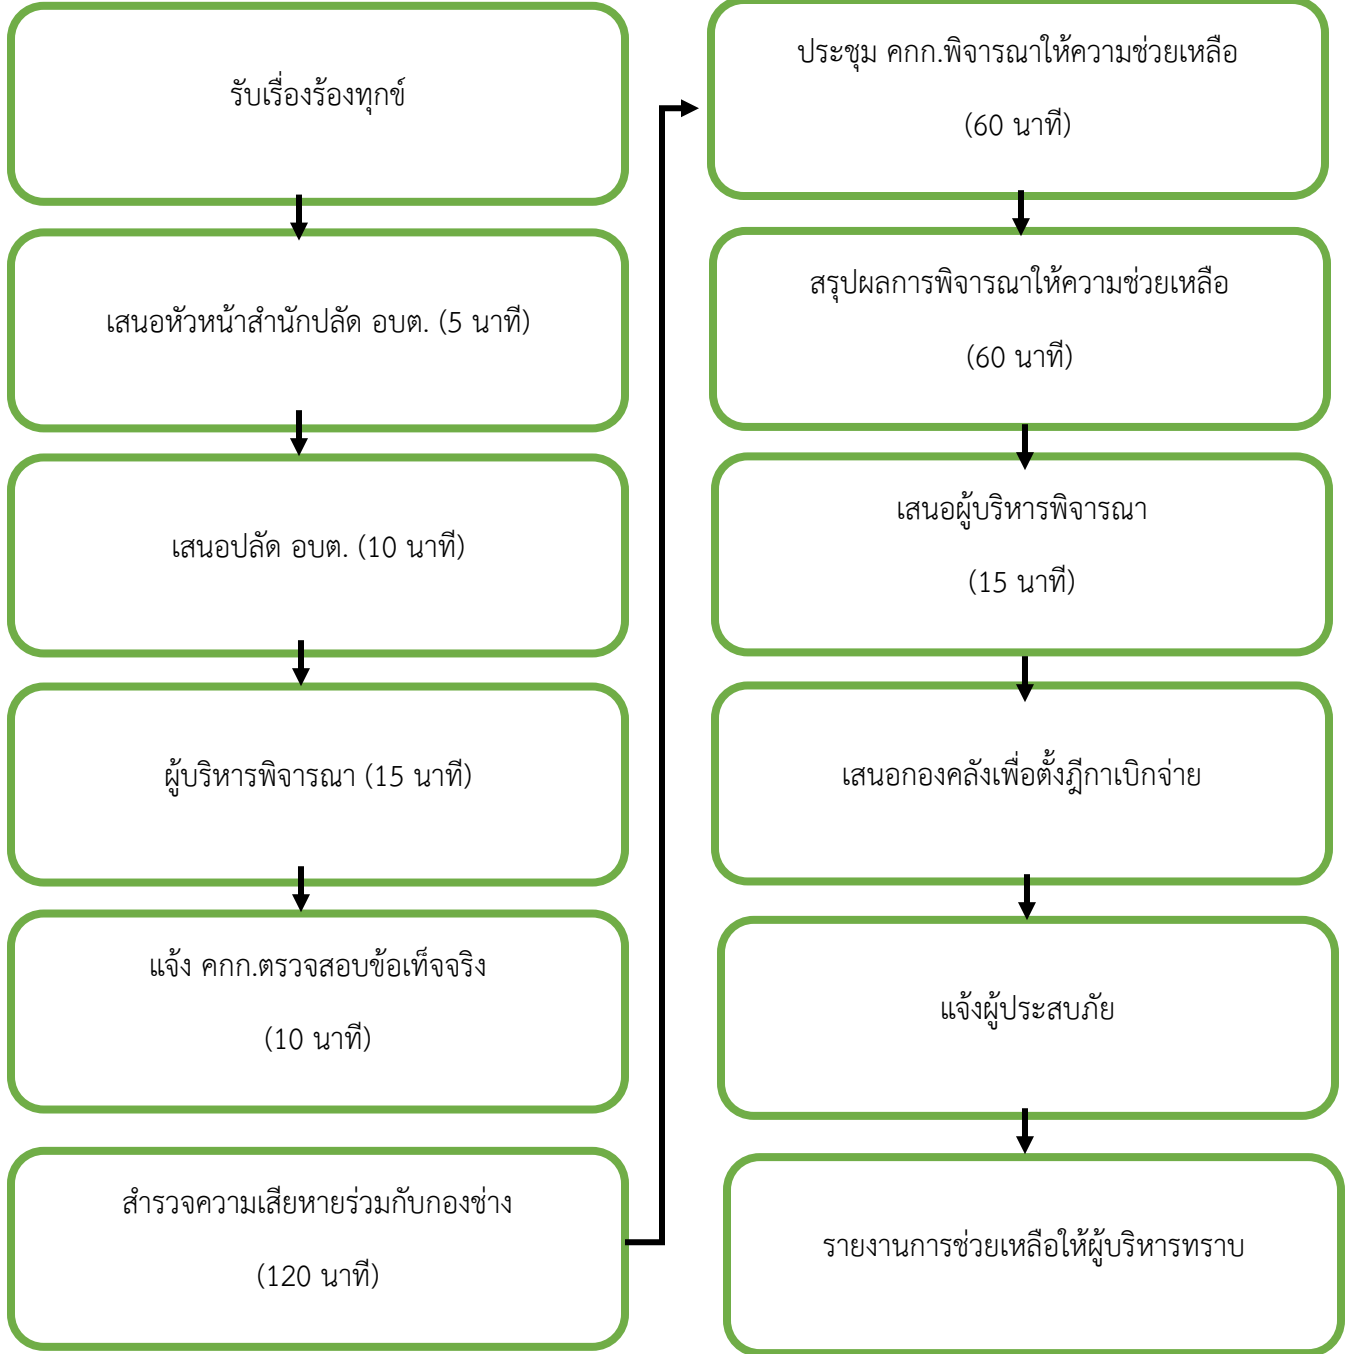 รับเรื่องร้องทุกข์
เสนอหัวหน้าสำนักปลัด อบต. (5 นาที)
เสนอปลัด อบต. (10 นาที)
ผู้บริหารพิจารณา (15 นาที)
แจ้ง คกก.ตรวจสอบข้อเท็จจริง
(10 นาที)
สำรวจความเสียหายร่วมกับกองช่าง
(120 นาที)
ประชุม คกก.พิจารณาให้ความช่วยเหลือ
(60 นาที)
สรุปผลการพิจารณาให้ความช่วยเหลือ
(60 นาที)
เสนอผู้บริหารพิจารณา
(15 นาที)
เสนอกองคลังเพื่อตั้งฎีกาเบิกจ่าย
แจ้งผู้ประสบภัย
รายงานการช่วยเหลือให้ผู้บริหารทราบ